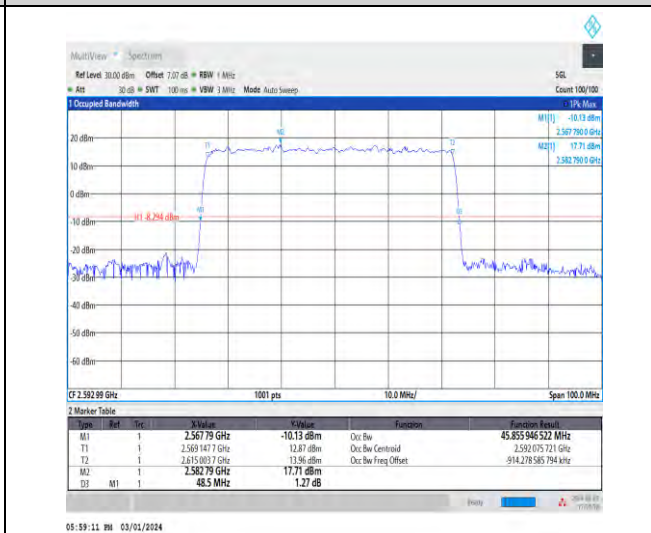 MultiView Spectrum
Ref Level 30.00 dBm Offset 7.07 dB RBW 1 MHz SGL
Att 30 dB SWT 100 ms VBW 3 MHz Mode Auto Sweep Count 100/100
1 Occupied Bandwidth 1Pk Max
M1[1] -10.13 dBm
2.567 790 0 GHz
M2[1] 17.71 dBm
2.582 790 0 GHz
20 dBm
M2
T1 T2
10 dBm
0 dBm
M1 D3
H1 -8.294 dBm
-10 dBm
-20 dBm
-30 dBm
-40 dBm
-50 dBm
-60 dBm
CF 2.592 99 GHz 1001 pts 10.0 MHz/ Span 100.0 MHz
2 Marker Table
Type Ref Trc X-Value Y-Value Function Function Result
M1 1 2.567 79 GHz -10.13 dBm Occ Bw 45.855 946 522 MHz
T1 1 2.569 147 7 GHz 12.87 dBm Occ Bw Centroid 2.592 075 721 GHz
T2 1 2.615 003 7 GHz 13.96 dBm Occ Bw Freq Offset -914.278 585 794 kHz
M2 1 2.582 79 GHz 17.71 dBm
D3 M1 1 48.5 MHz 1.27 dB
Ready
05:59:11 PM 03/01/2024